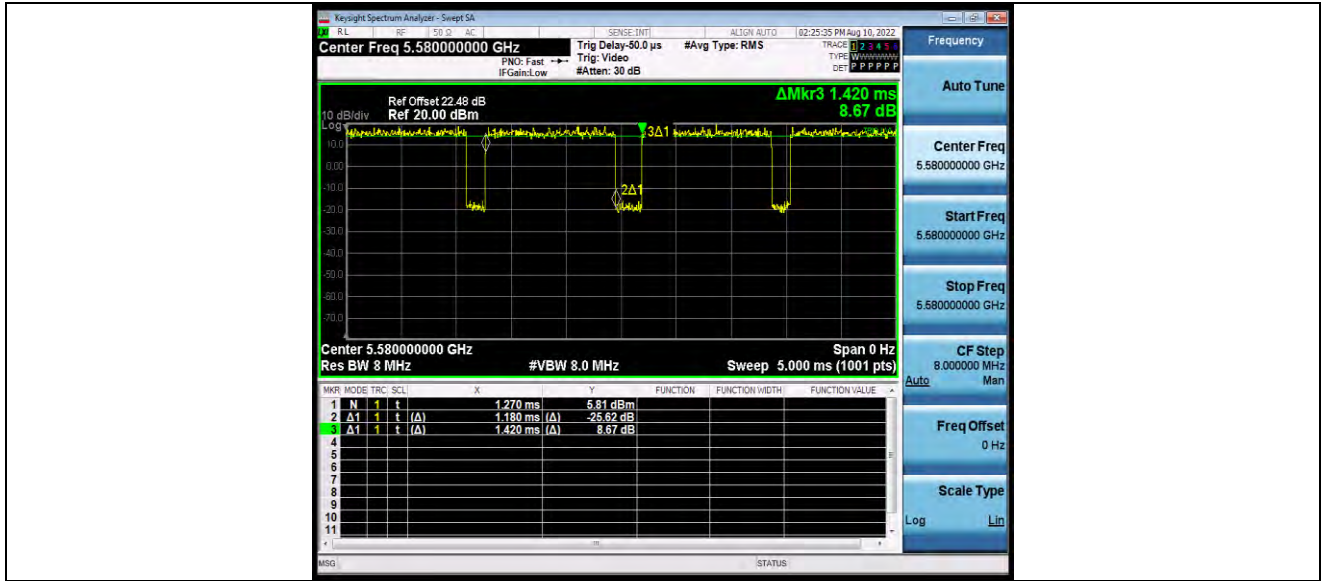 Keysight Spectrum Analyzer - Swept SA
RL RF 50 Ω AC SENSE:INT ALIGN AUTO 02:25:35 PM Aug 10, 2022
Center Freq 5.580000000 GHz
PNO: Fast
IFGain:Low
Trig Delay-50.0 µs
Trig: Video
#Atten: 30 dB
#Avg Type: RMS
TRACE 1 2 3 4 5 6
TYPE WWWWWW
DET P P P P P P
ΔMkr3 1.420 ms
8.67 dB
Ref Offset 22.48 dB
10 dB/div Ref 20.00 dBm
Log
3Δ1
10.0
0.00
-10.0
2Δ1
-20.0
-30.0
-40.0
-50.0
-60.0
-70.0
Center 5.580000000 GHz Span 0 Hz
Res BW 8 MHz #VBW 8.0 MHz Sweep 5.000 ms (1001 pts)
MKR MODE TRC SCL X Y FUNCTION FUNCTION WIDTH FUNCTION VALUE
1 N 1 t 1.270 ms 5.81 dBm
2 Δ1 1 t (Δ) 1.180 ms (Δ) -25.62 dB
3 Δ1 1 t (Δ) 1.420 ms (Δ) 8.67 dB
4
5
6
7
8
9
10
11
MSG STATUS
Frequency
Auto Tune
Center Freq
5.580000000 GHz
Start Freq
5.580000000 GHz
Stop Freq
5.580000000 GHz
CF Step
8.000000 MHz
Auto Man
Freq Offset
0 Hz
Scale Type
Log Lin